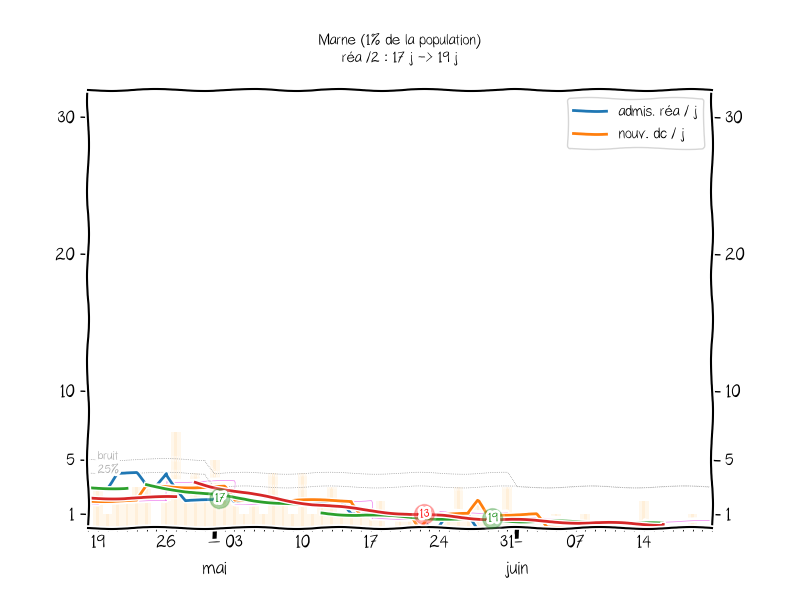 Marne (1% de la population)
réa /2 : 17 j -> 19 j
admis. réa / j
nouv. dc / j
30
30
20
20
10
10
5
5
1
1
bruit
25%
17
13
19
19 26 03 10 17 24 31 07 14
mai juin